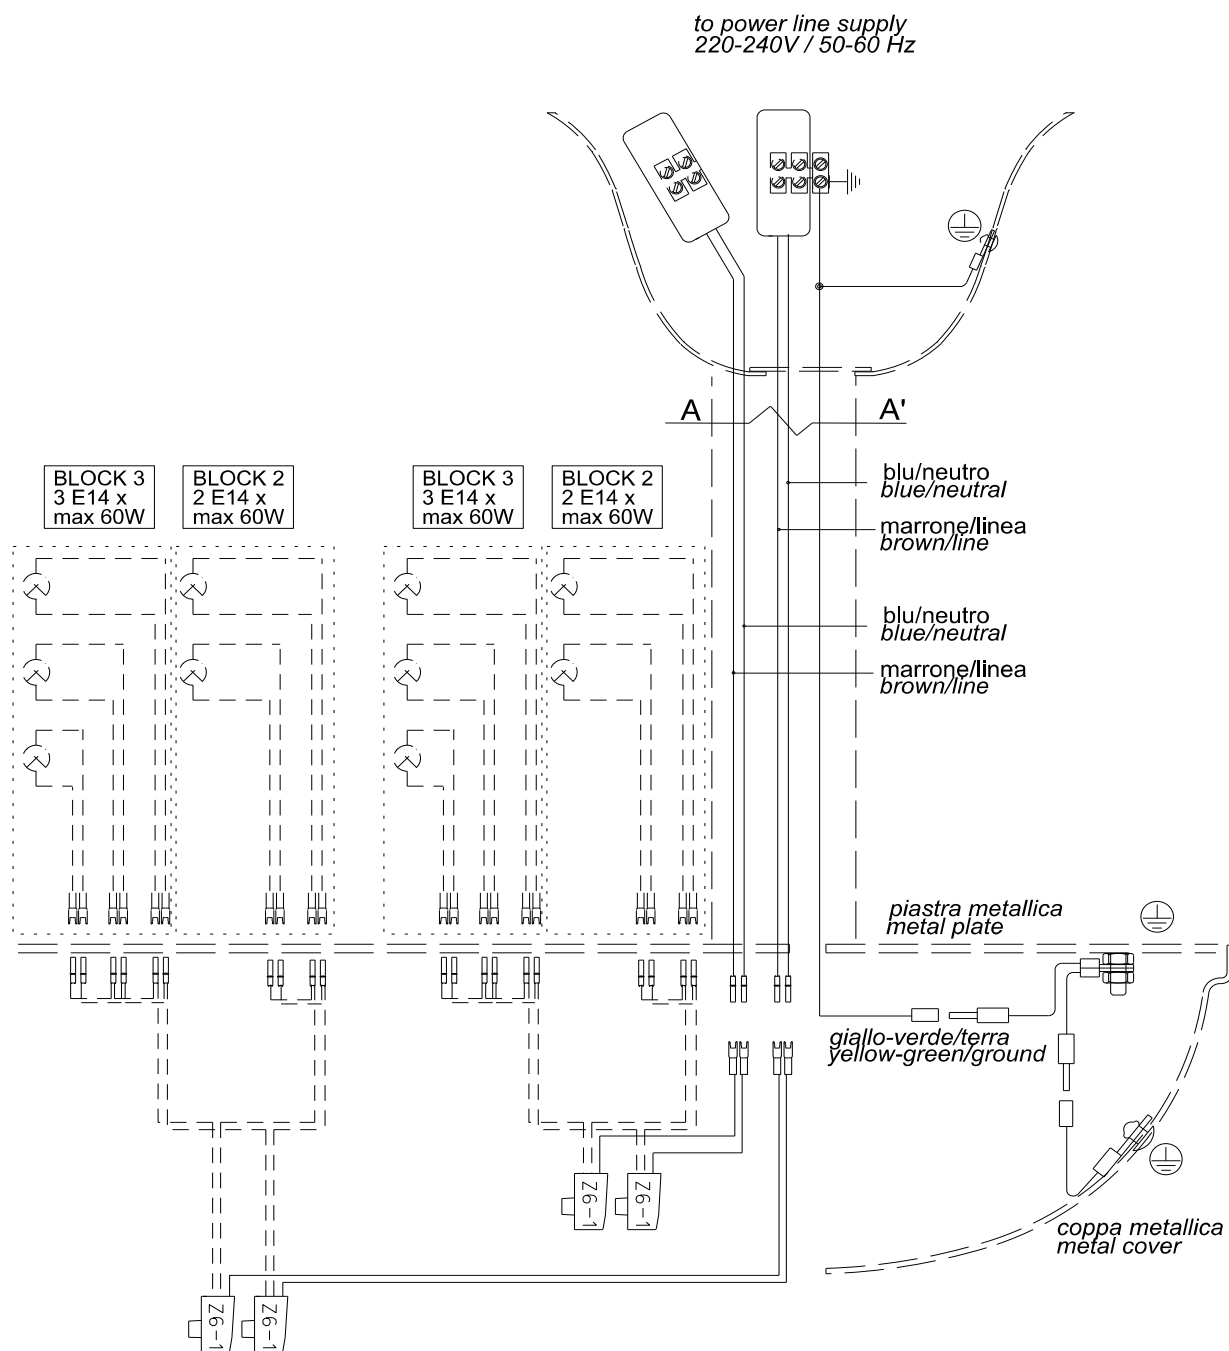 to power line supply
220-240V / 50-60 Hz
A
A'
BLOCK 3
3 E14 x
max 60W
BLOCK 2
2 E14 x
max 60W
BLOCK 3
3 E14 x
max 60W
BLOCK 2
2 E14 x
max 60W
blu/neutro
blue/neutral
marrone/linea
brown/line
blu/neutro
blue/neutral
marrone/linea
brown/line
piastra metallica
metal plate
giallo-verde/terra
yellow-green/ground
Z6-1
Z6-1
coppa metallica
metal cover
Z6-1
Z6-1